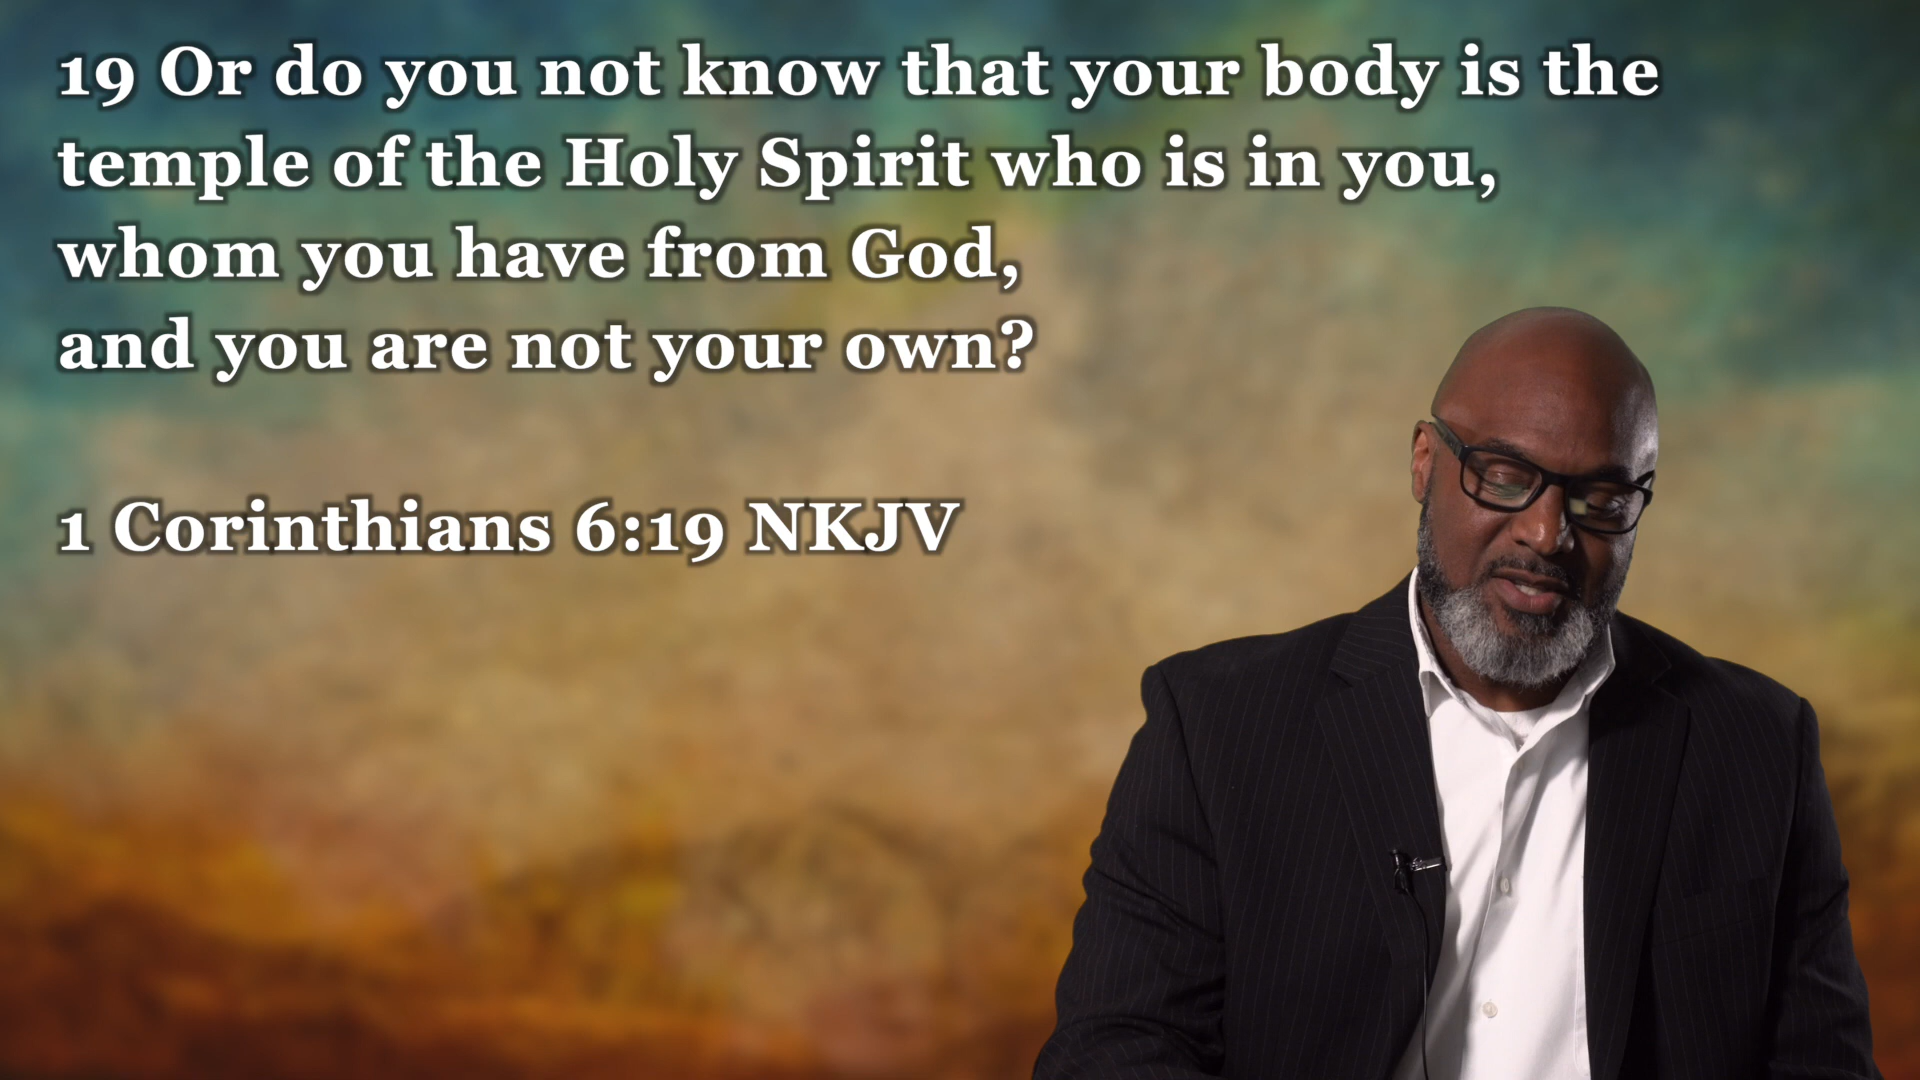 19 Or do you not know that your body is the
temple of the Holy Spirit who is in you,
whom you have from God,
and you are not your own?
1 Corinthians 6:19 NKJV